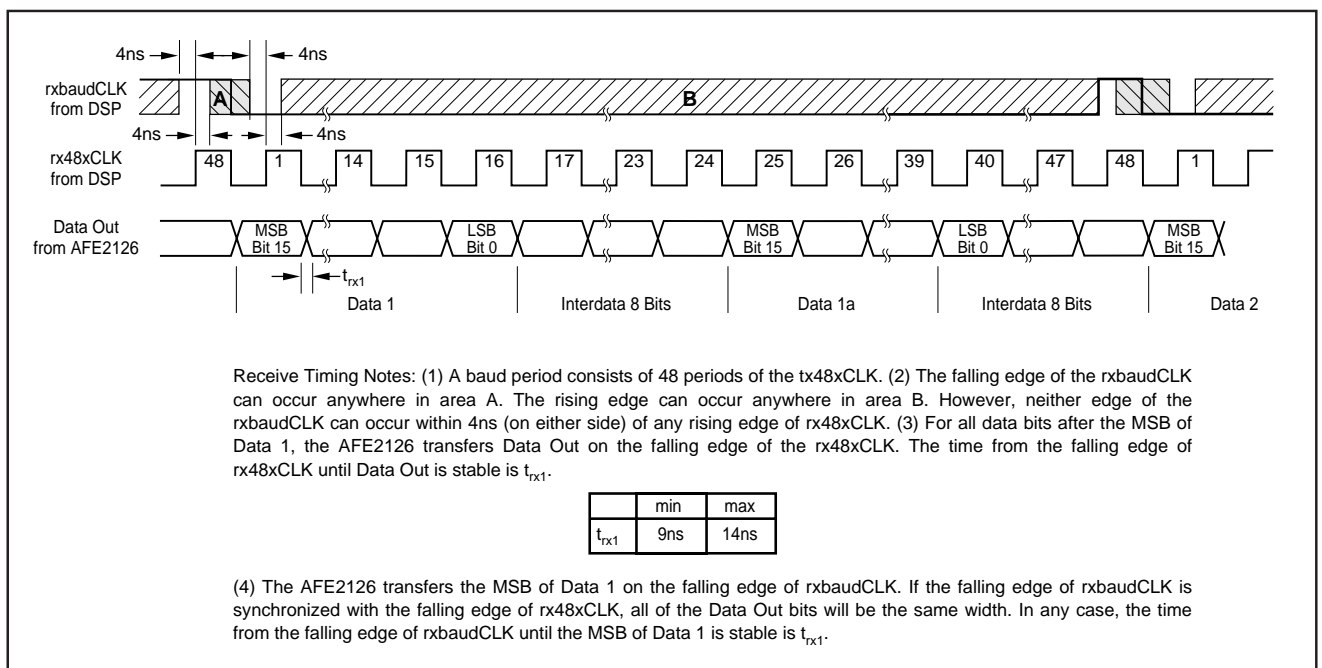 4ns 4ns
rxbaudCLK
from DSP
A B
4ns 4ns
rx48xCLK
from DSP
48 1 14 15 16 17 23 24 25 26 39 40 47 48 1
Data Out
from AFE2126
MSB
Bit 15
LSB
Bit 0
MSB
Bit 15
LSB
Bit 0
MSB
Bit 15
trx1
Data 1 Interdata 8 Bits Data 1a Interdata 8 Bits Data 2
Receive Timing Notes: (1) A baud period consists of 48 periods of the tx48xCLK. (2) The falling edge of the rxbaudCLK
can occur anywhere in area A. The rising edge can occur anywhere in area B. However, neither edge of the
rxbaudCLK can occur within 4ns (on either side) of any rising edge of rx48xCLK. (3) For all data bits after the MSB of
Data 1, the AFE2126 transfers Data Out on the falling edge of the rx48xCLK. The time from the falling edge of
rx48xCLK until Data Out is stable is trx1.
min max
trx1 9ns 14ns
(4) The AFE2126 transfers the MSB of Data 1 on the falling edge of rxbaudCLK. If the falling edge of rxbaudCLK is
synchronized with the falling edge of rx48xCLK, all of the Data Out bits will be the same width. In any case, the time
from the falling edge of rxbaudCLK until the MSB of Data 1 is stable is trx1.